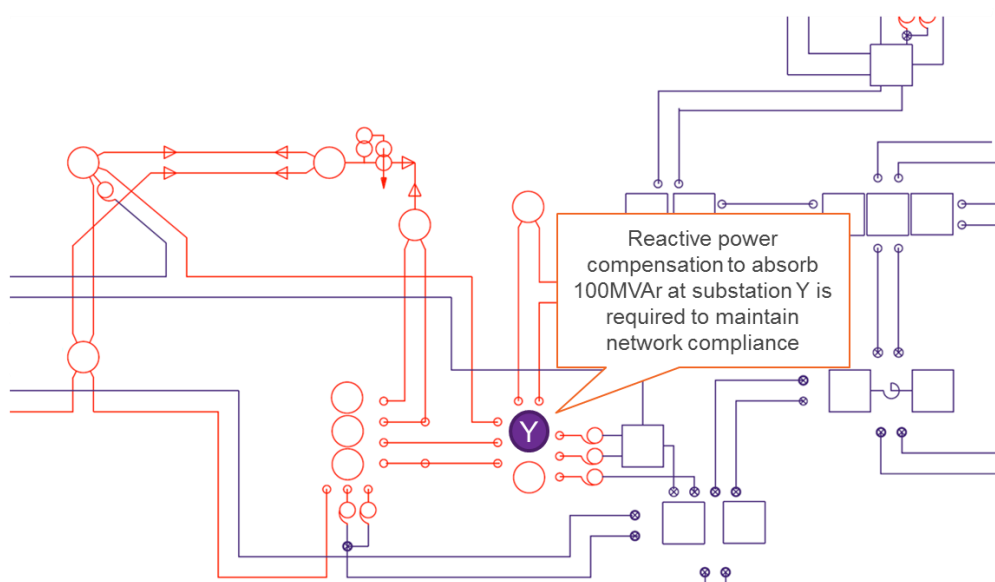 Reactive power
compensation to absorb
100MVAr at substation Y is
required to maintain
network compliance
Y